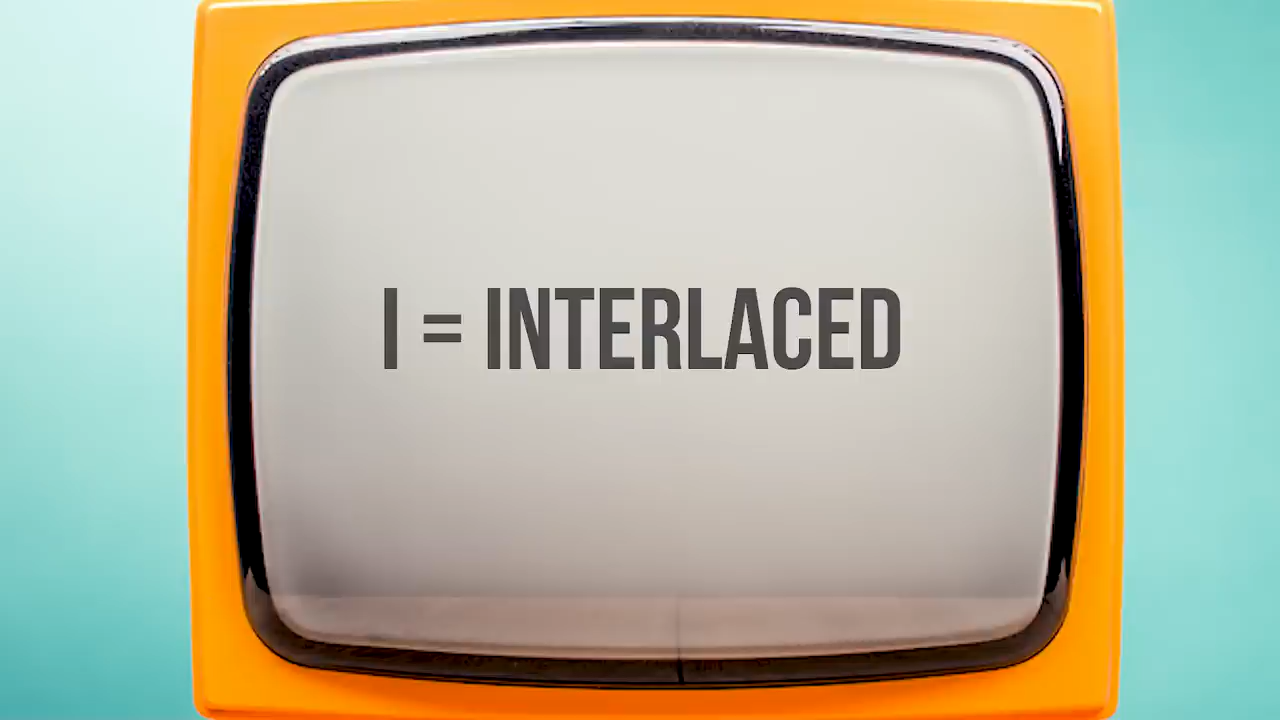 I = INTERLACED